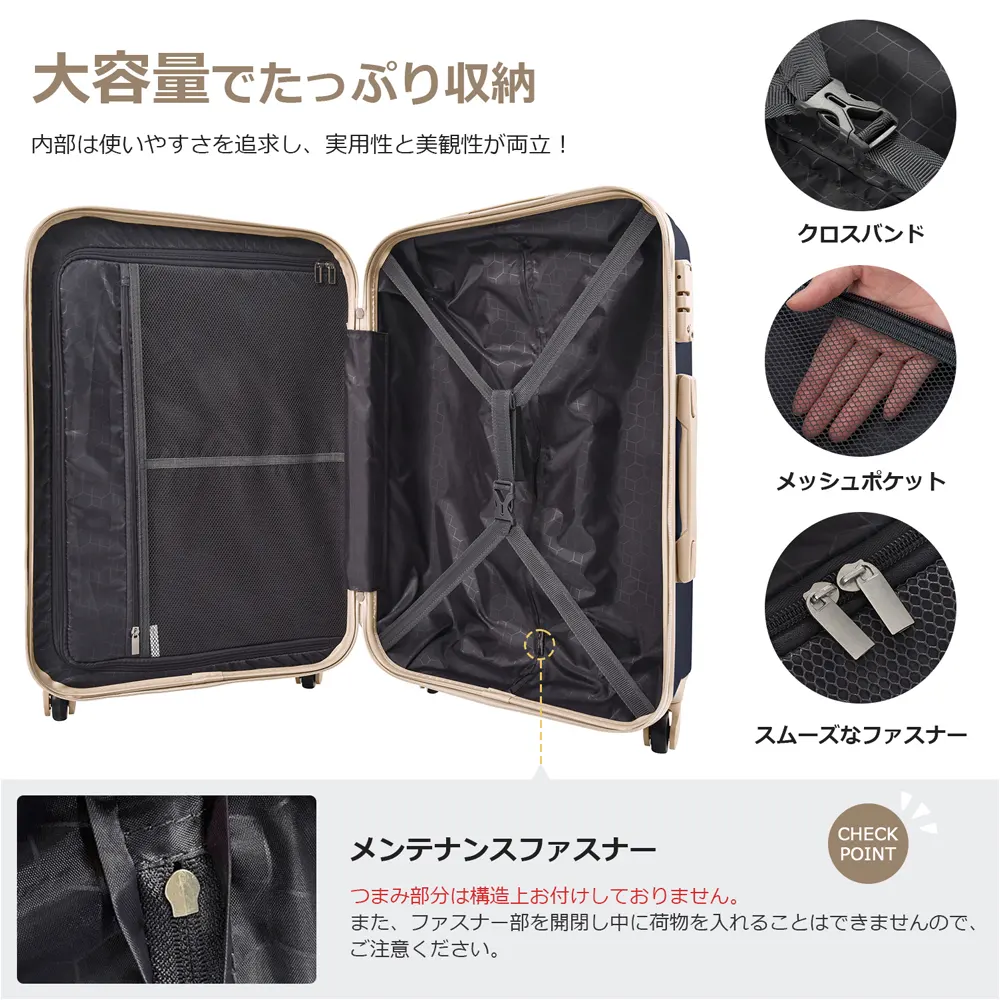 大容量でたっぷり収納
内部は使いやすさを追求し、実用性と美観性が両立！
クロスバンド
メッシュポケット
スムーズなファスナー
メンテナンスファスナー
CHECK
POINT
つまみ部分は構造上お付けしておりません。
また、ファスナー部を開閉し中に荷物を入れることはできませんので、
ご注意ください。